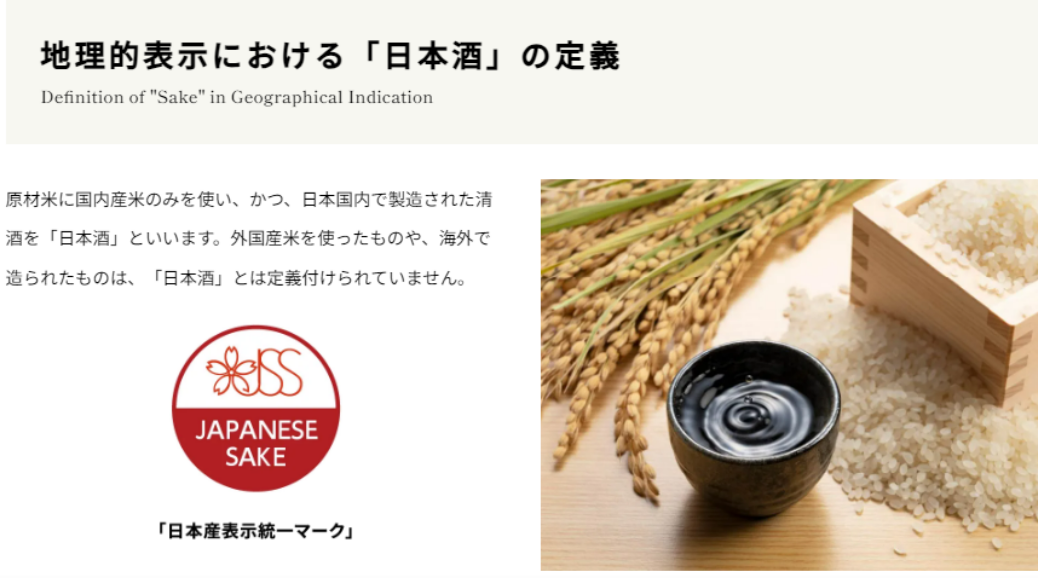 地理的表示における「日本酒」の定義
Definition of "Sake" in Geographical Indication
原材米に国内産米のみを使い、かつ、日本国内で製造された清
酒を「日本酒」といいます。外国産米を使ったものや、海外で
造られたものは、「日本酒」とは定義付けられていません。
JSS
JAPANESE
SAKE
「日本産表示統一マーク」